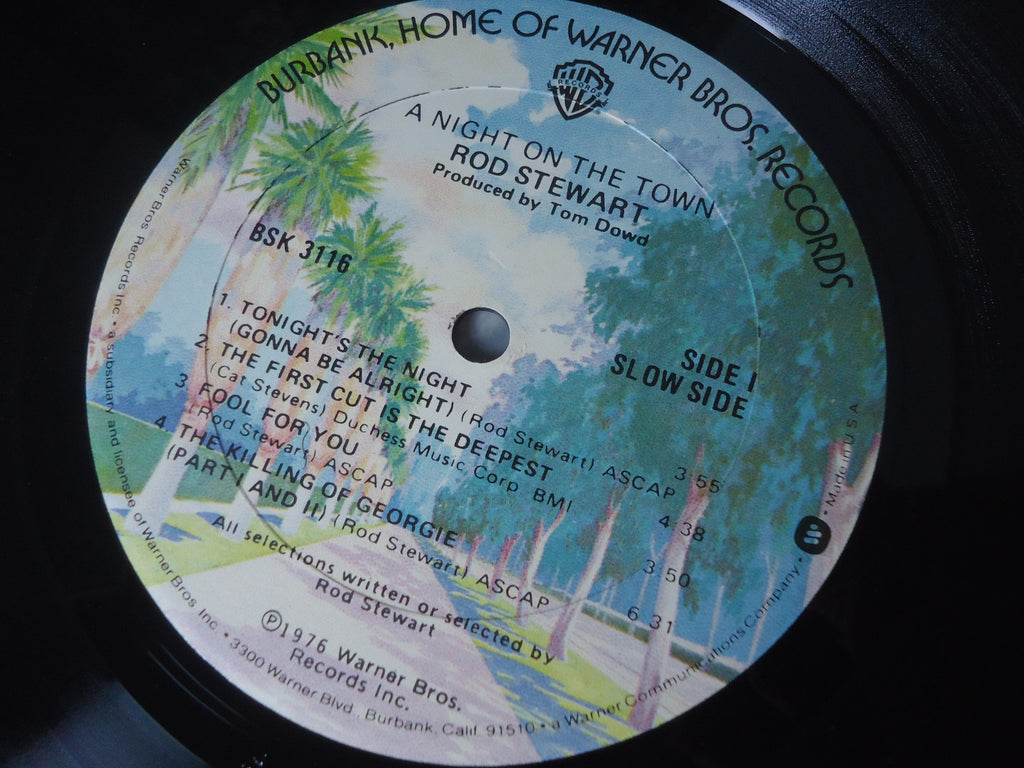 BURBANK, HOME OF WARNER BROS. RECORDS
WB
RECORDS
A NIGHT ON THE TOWN
ROD STEWART
Produced by Tom Dowd
BSK 3116
SIDE I
SLOW SIDE
1. TONIGHT'S THE NIGHT
(GONNA BE ALRIGHT) (Rod Stewart) ASCAP 3:55
2. THE FIRST CUT IS THE DEEPEST
(Cat Stevens) Duchess Music Corp BMI 4:38
3. FOOL FOR YOU
(Rod Stewart) ASCAP 3:50
4. THE KILLING OF GEORGIE
(PART I AND II) (Rod Stewart) ASCAP 6:31
All selections written or selected by
Rod Stewart
Ⓟ1976 Warner Bros.
Records Inc.
Warner Bros. Records Inc. • a subsidiary and licensee of Warner Bros. Inc. • 3300 Warner Blvd., Burbank, Calif. 91510 • a Warner Communications Company • Made in U.S.A.